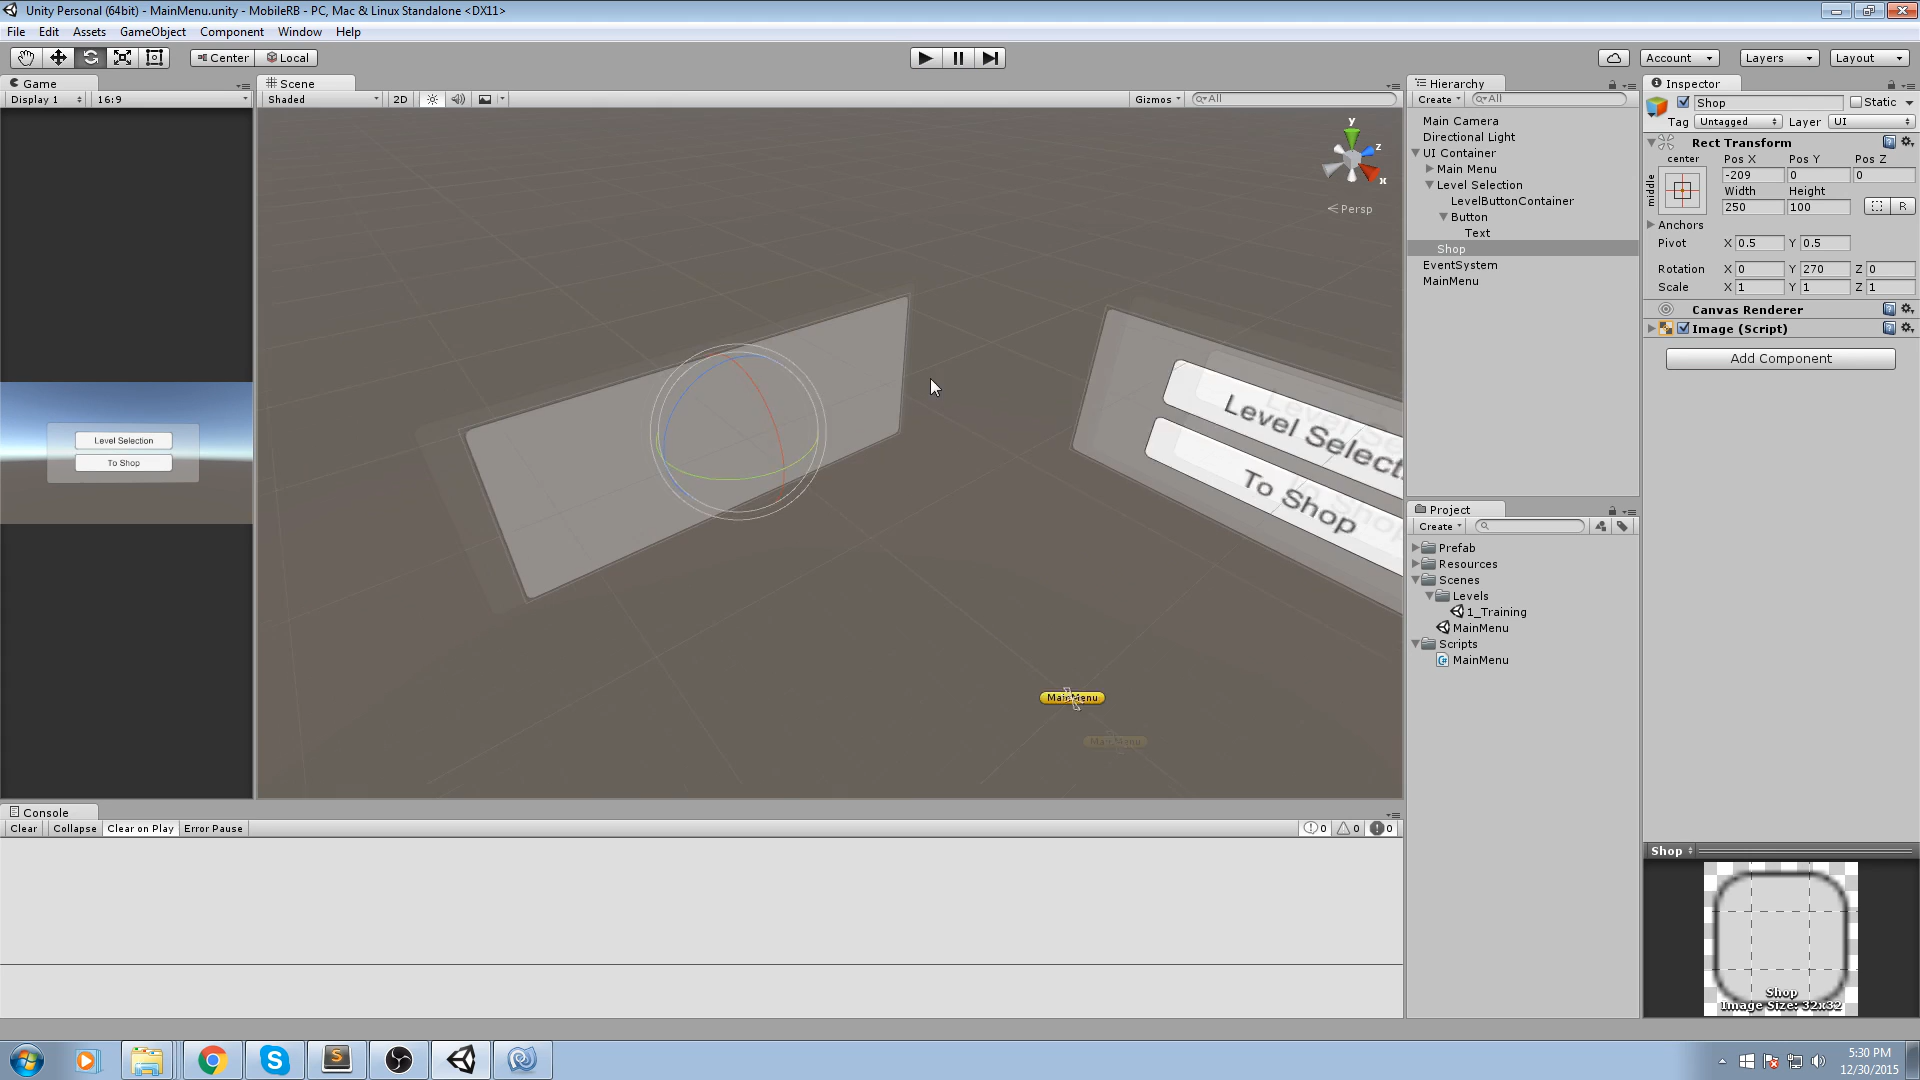 Unity Personal (64bit) - MainMenu.unity - MobileRB - PC, Mac & Linux Standalone <DX11>
File Edit Assets GameObject Component Window Help
Center Local Account Layers Layout
Game
Display 1 16:9
Level Selection
To Shop
Scene
Shaded 2D Gizmos All
y
z
x
Persp
Level Select
To Shop
MainMenu
MainMenu
Hierarchy
Create All
Main Camera
Directional Light
UI Container
Main Menu
Level Selection
LevelButtonContainer
Button
Text
Shop
EventSystem
MainMenu
Project
Create
Prefab
Resources
Scenes
Levels
1_Training
MainMenu
Scripts
MainMenu
Inspector
Shop Static
Tag Untagged Layer UI
Rect Transform
center Pos X Pos Y Pos Z
middle -209 0 0
Width Height
250 100 R
Anchors
Pivot X 0.5 Y 0.5
Rotation X 0 Y 270 Z 0
Scale X 1 Y 1 Z 1
Canvas Renderer
Image (Script)
Add Component
Shop
Shop
Image Size: 32x32
Console
Clear Collapse Clear on Play Error Pause 0 0 0
5:30 PM
12/30/2015